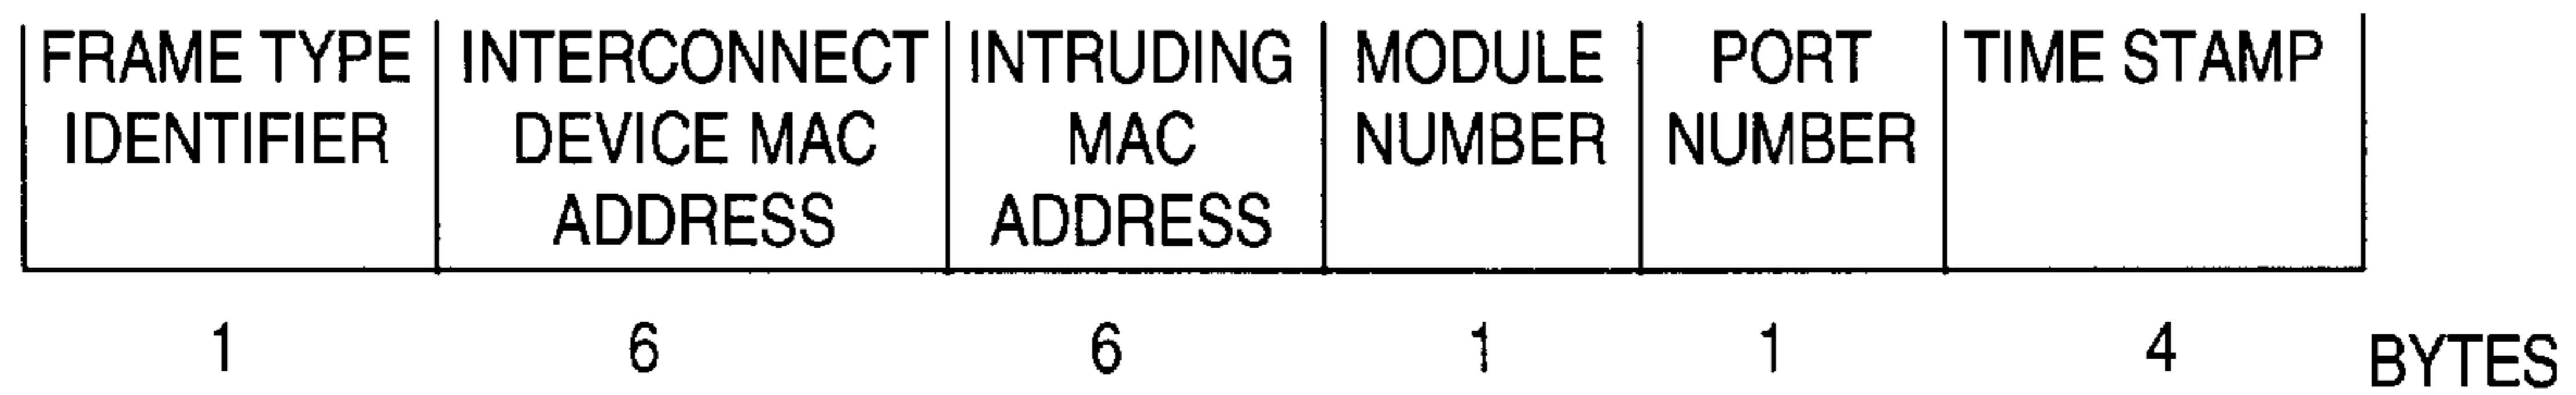 FRAME TYPE
IDENTIFIER
INTERCONNECT
DEVICE MAC
ADDRESS
INTRUDING
MAC
ADDRESS
MODULE
NUMBER
PORT
NUMBER
TIME STAMP
1 6 6 1 1 4 BYTES